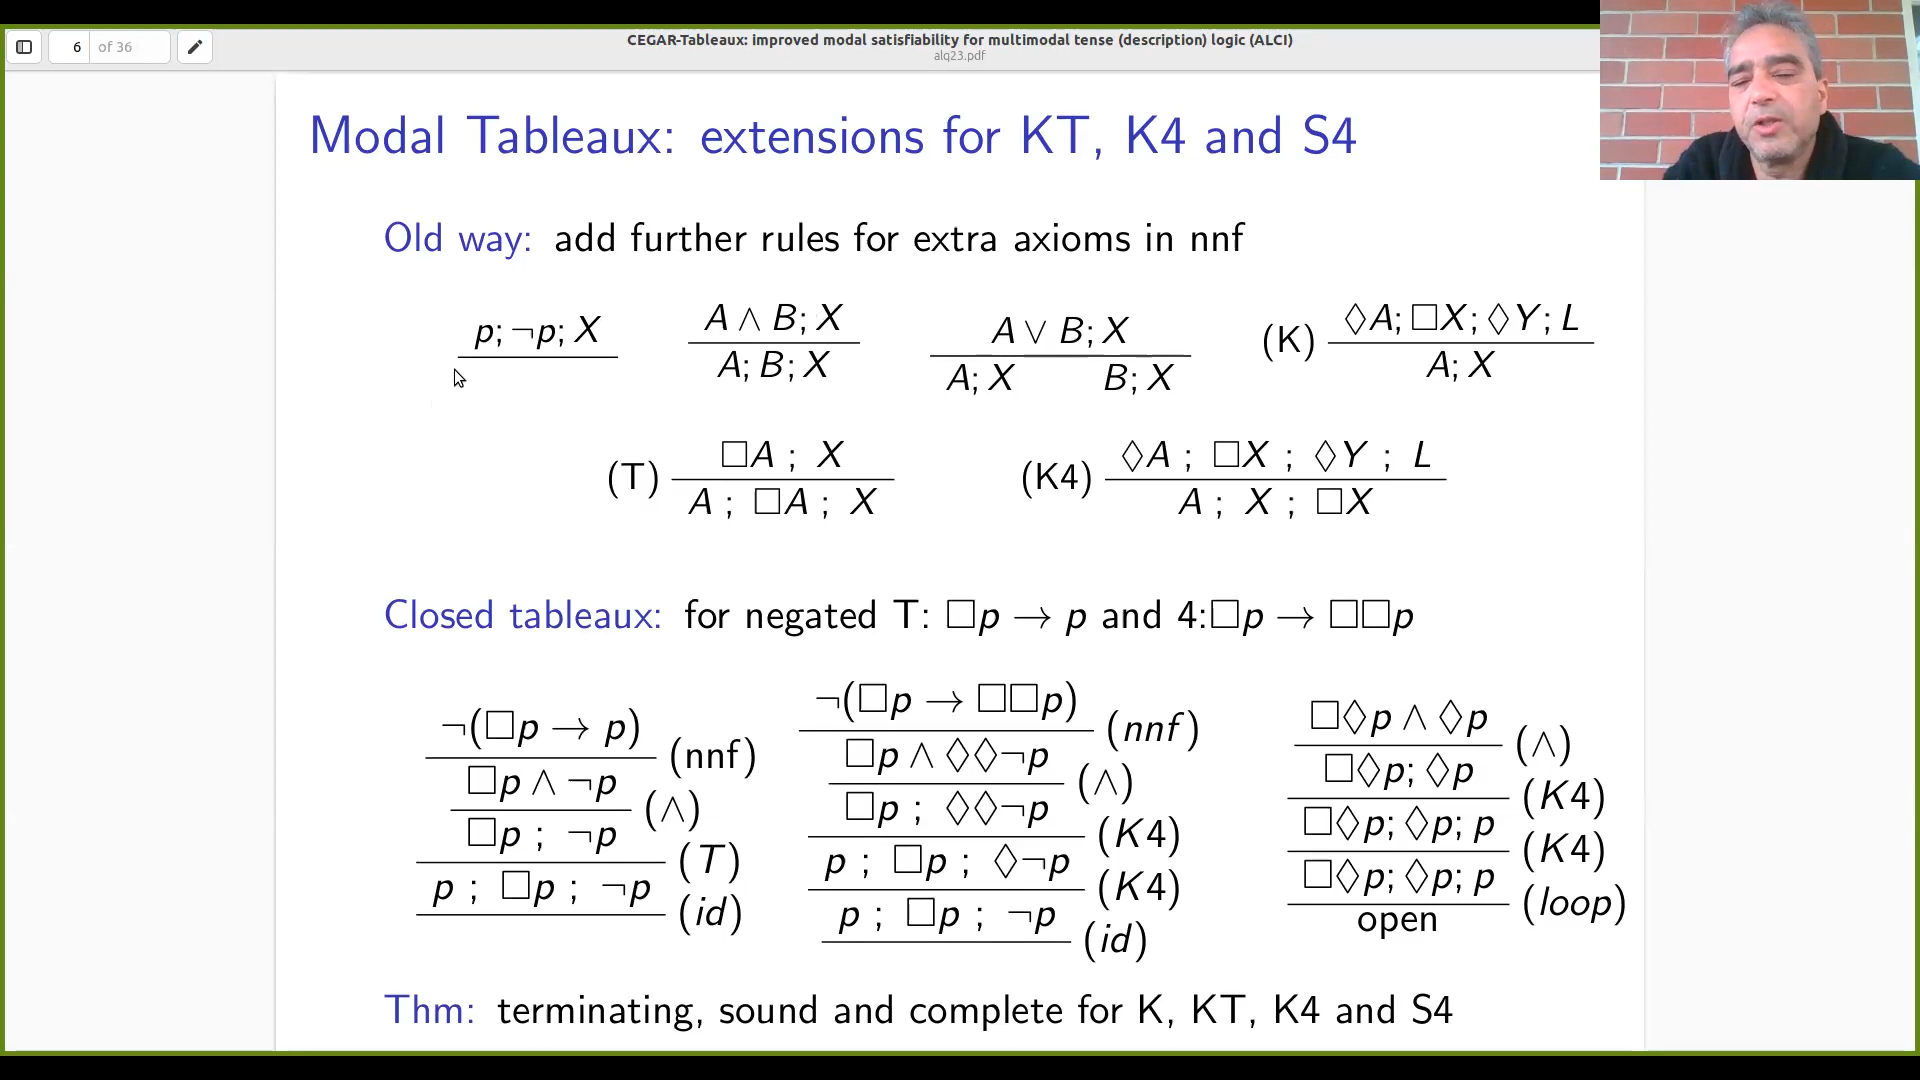 6 of 36
CEGAR-Tableaux: improved modal satisfiability for multimodal tense (description) logic (ALCI)
alq23.pdf
Modal Tableaux: extensions for KT, K4 and S4
Old way: add further rules for extra axioms in nnf
p; ¬p; X
A ∧ B; X
A; B; X
A ∨ B; X
A; X B; X
(K) ◊A; □X; ◊Y; L
A; X
(T) □A ; X
A ; □A ; X
(K4) ◊A ; □X ; ◊Y ; L
A ; X ; □X
Closed tableaux: for negated T: □p → p and 4:□p → □□p
¬(□p → p) (nnf)
□p ∧ ¬p (∧)
□p ; ¬p (T)
p ; □p ; ¬p (id)
¬(□p → □□p) (nnf)
□p ∧ ◊◊¬p (∧)
□p ; ◊◊¬p (K4)
p ; □p ; ◊¬p (K4)
p ; □p ; ¬p (id)
□◊p ∧ ◊p (∧)
□◊p; ◊p (K4)
□◊p; ◊p; p (K4)
□◊p; ◊p; p (loop)
open
Thm: terminating, sound and complete for K, KT, K4 and S4